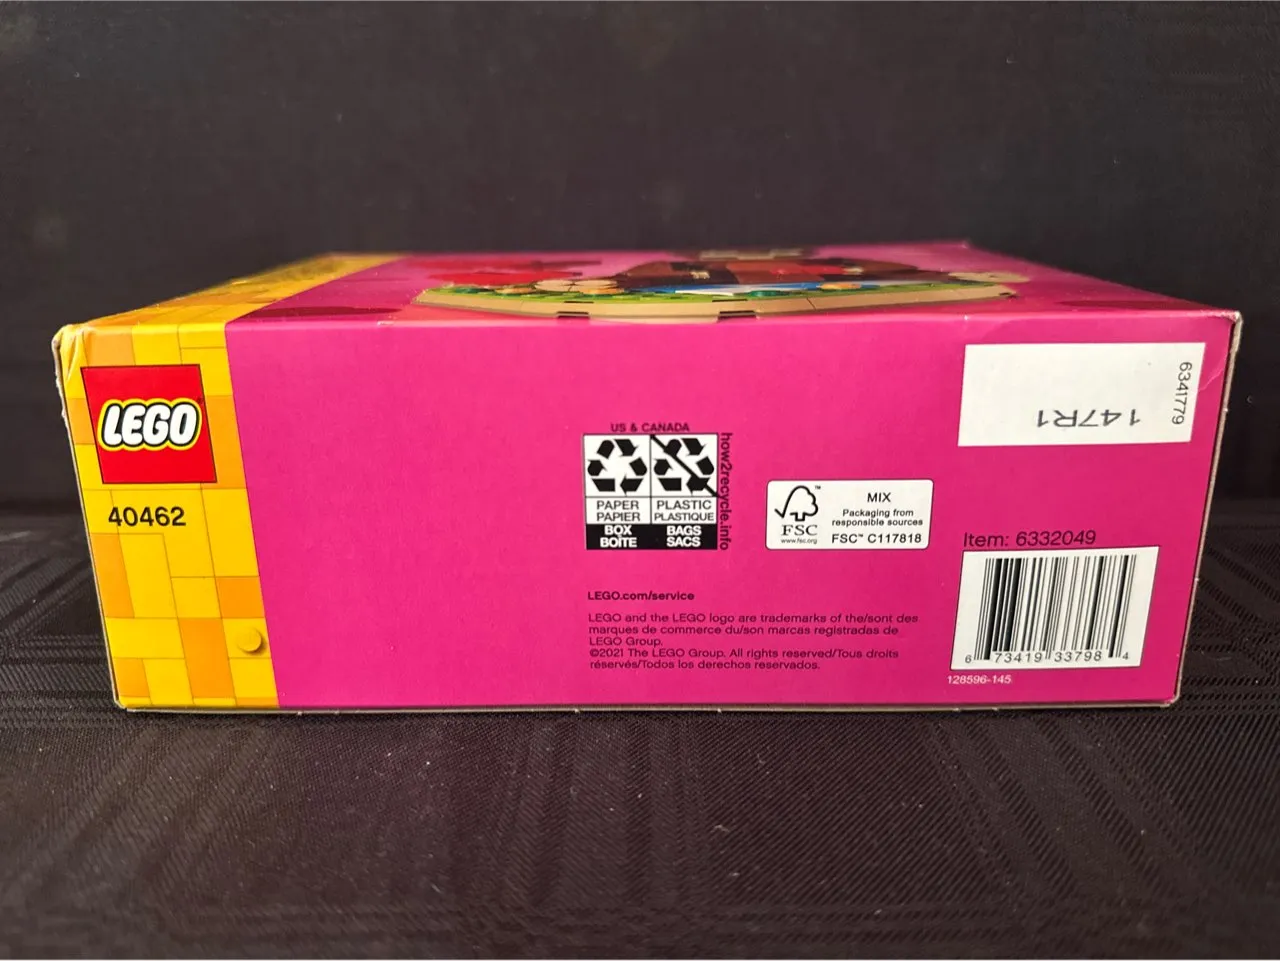 LEGO
40462
US & CANADA
PAPER
PAPIER
BOX
BOÎTE
PLASTIC
PLASTIQUE
BAGS
SACS
how2recycle.info
FSC
www.fsc.org
MIX
Packaging from
responsible sources
FSC™ C117818
6341779
147R1
Item: 6332049
6 73419 33798 4
128596-145
LEGO.com/service
LEGO and the LEGO logo are trademarks of the/sont des
marques de commerce du/son marcas registradas de
LEGO Group.
©2021 The LEGO Group. All rights reserved/Tous droits
réservés/Todos los derechos reservados.